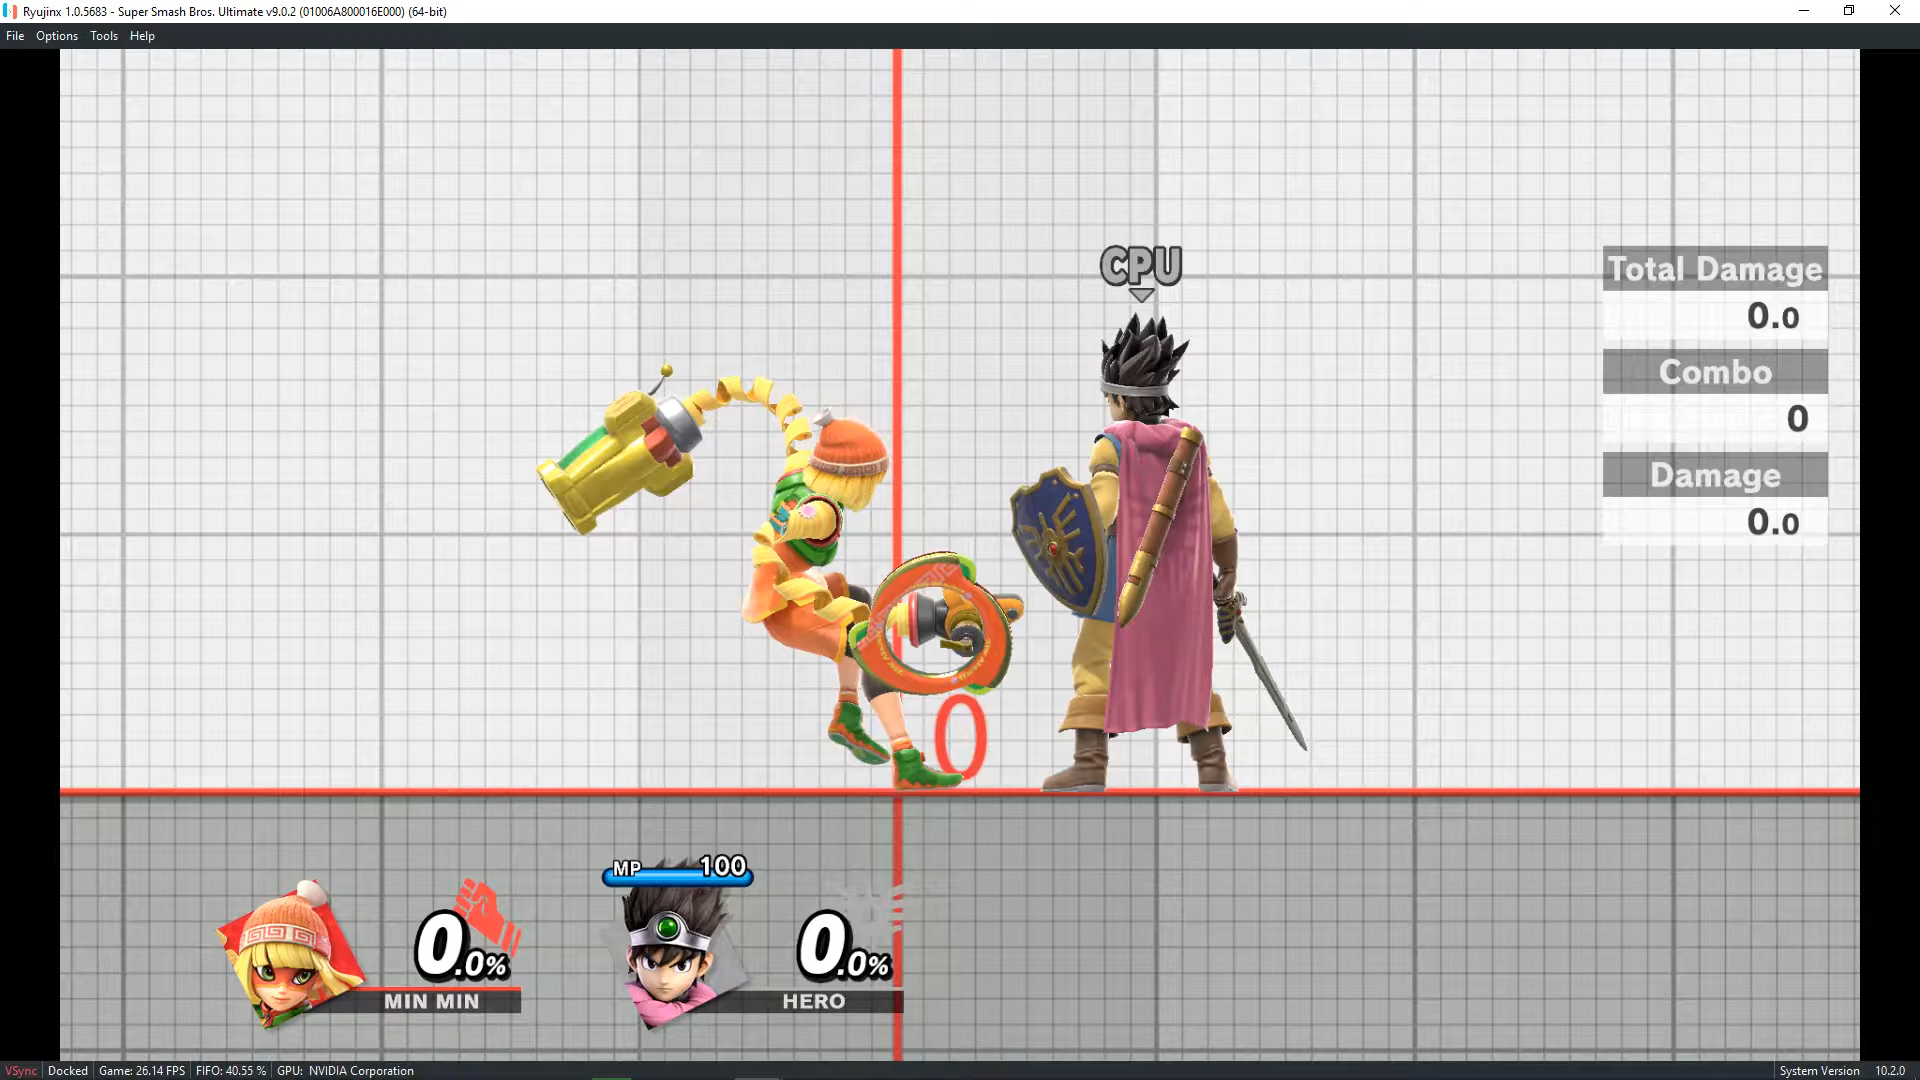 Ryujinx 1.0.5683 - Super Smash Bros. Ultimate v9.0.2 (01006A800016E000) (64-bit)
File Options Tools Help
CPU
Total Damage
0.0
Combo
0
Damage
0.0
0
MP 100
0.0%
MIN MIN
0.0%
HERO
VSync Docked Game: 26.14 FPS FIFO: 40.55 % GPU: NVIDIA Corporation System Version 10.2.0